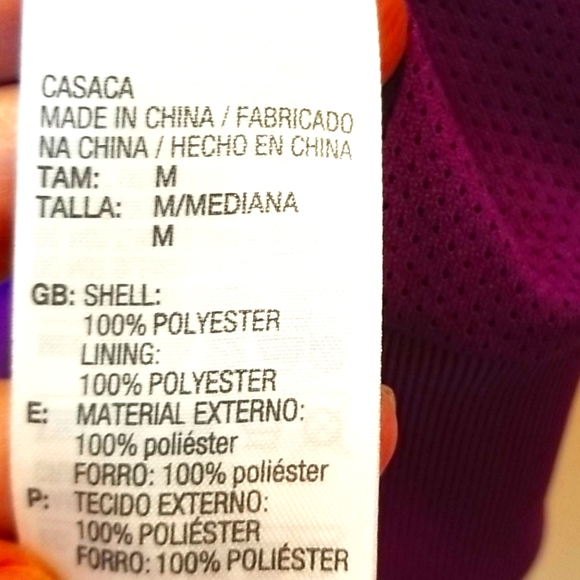 CASACA
MADE IN CHINA / FABRICADO
NA CHINA / HECHO EN CHINA
TAM: M
TALLA: M/MEDIANA
M
GB: SHELL:
100% POLYESTER
LINING:
100% POLYESTER
E: MATERIAL EXTERNO:
100% poliéster
FORRO: 100% poliéster
P: TECIDO EXTERNO:
100% POLIÉSTER
FORRO: 100% POLIÉSTER